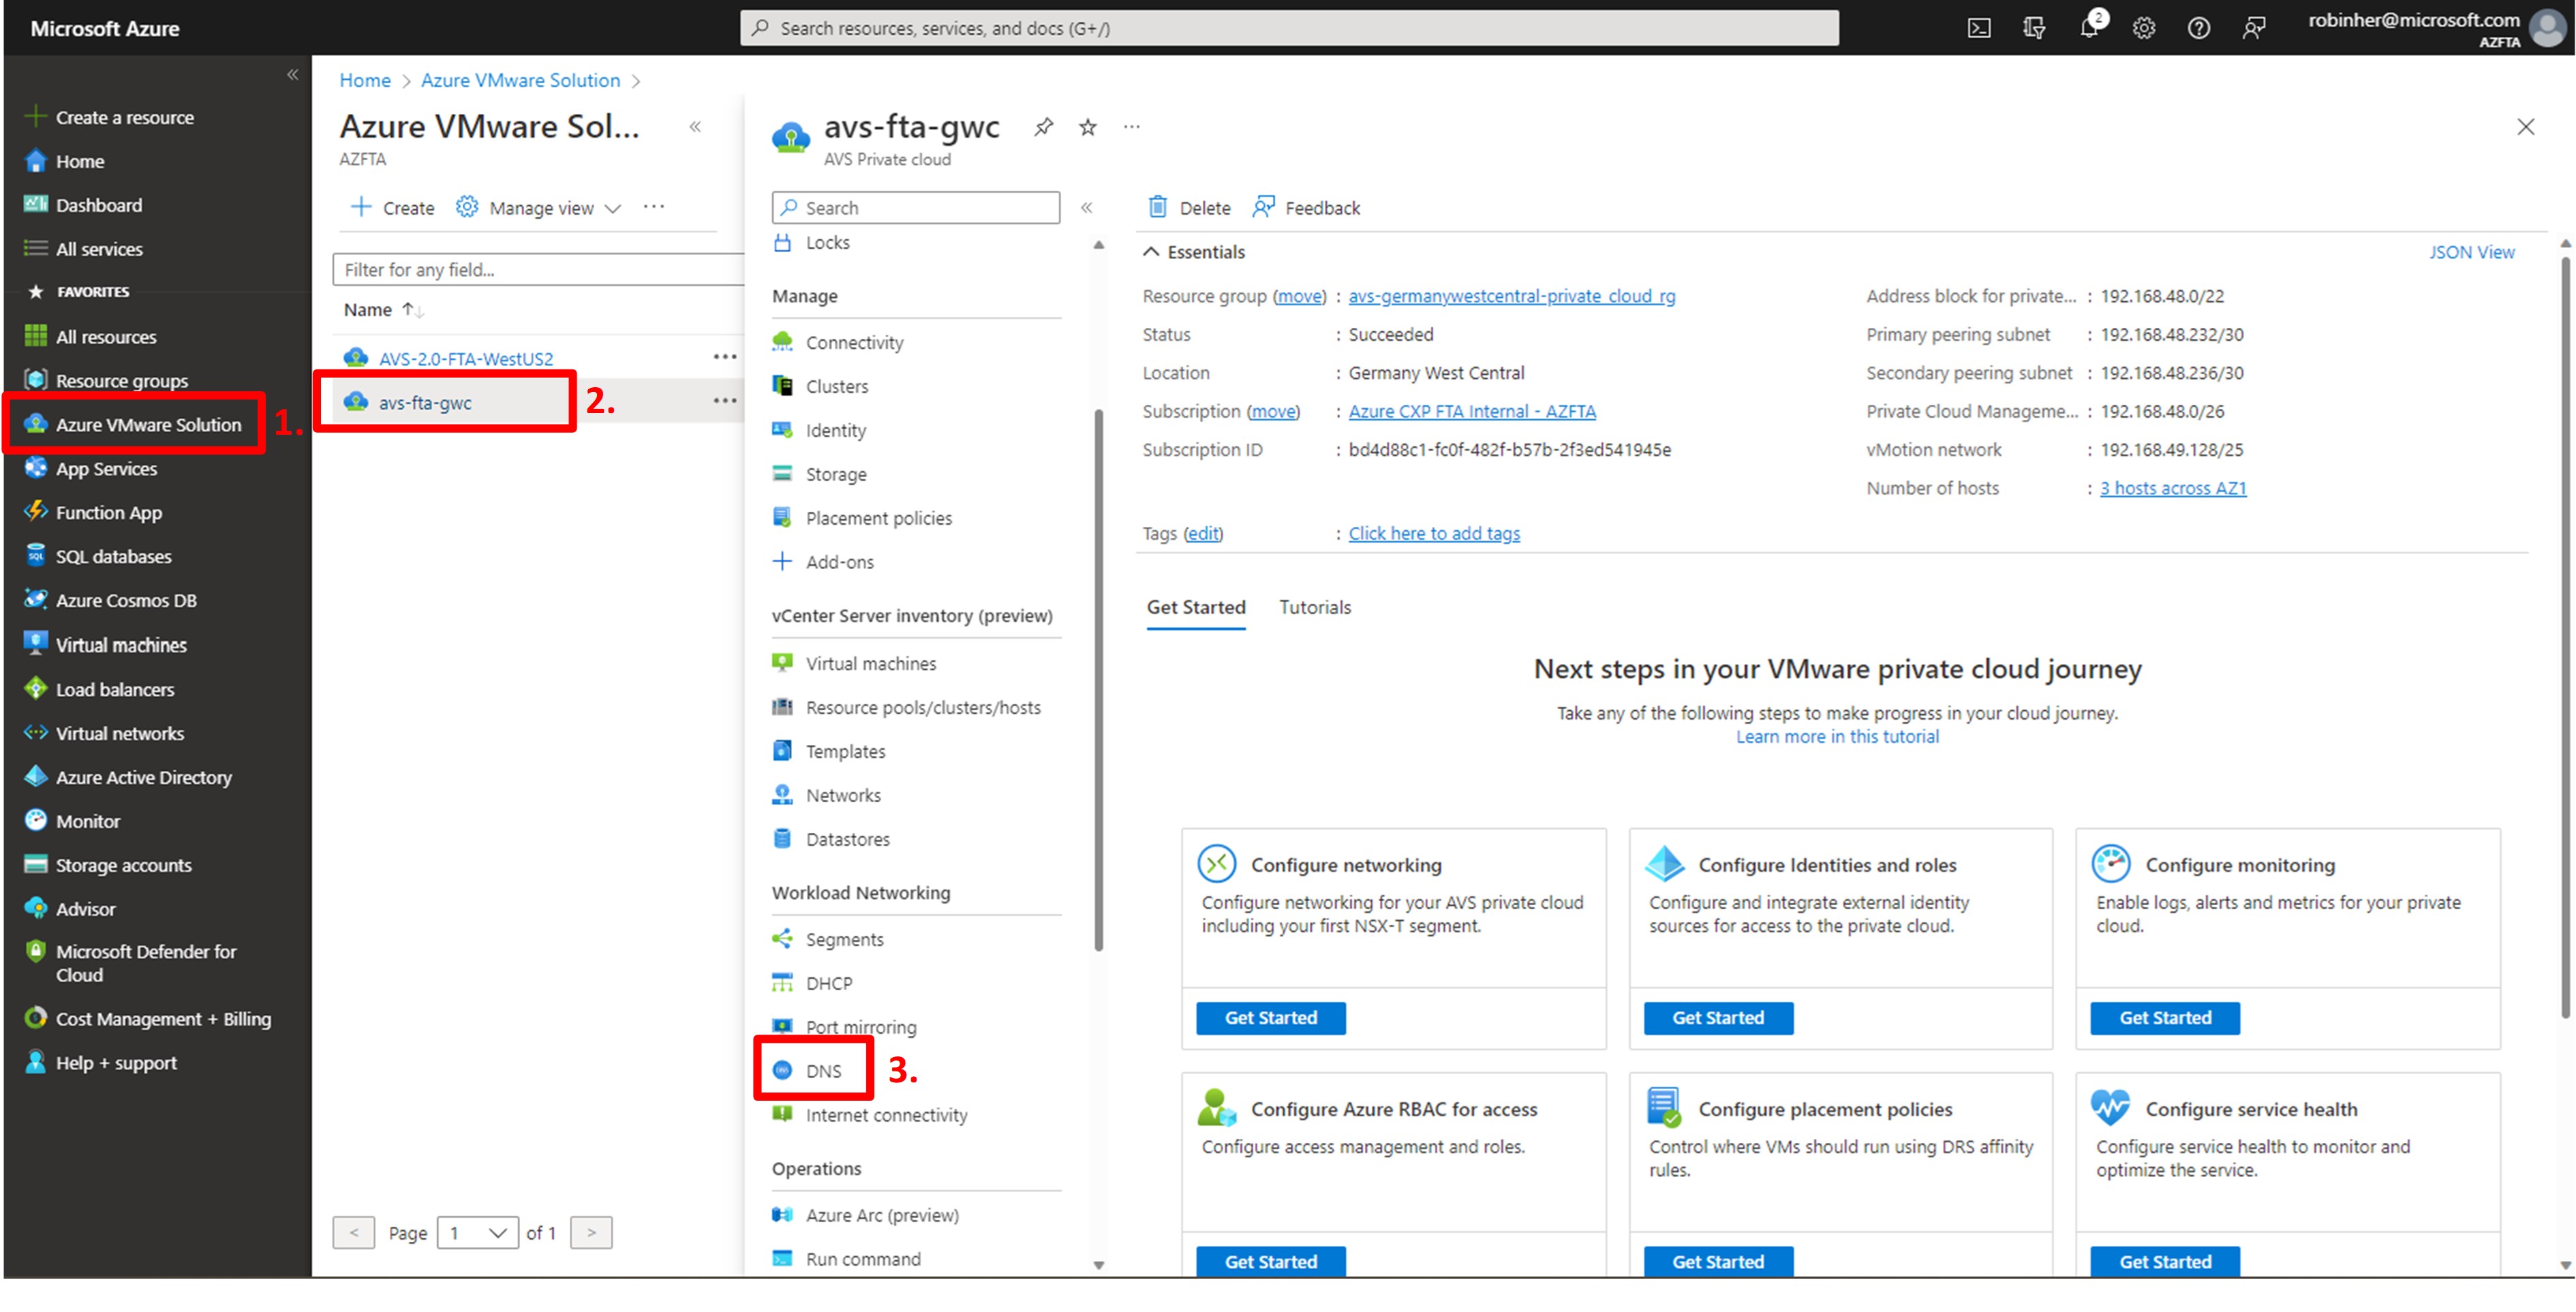 Microsoft Azure
Search resources, services, and docs (G+/)
2
robinher@microsoft.com
AZFTA
Create a resource
Home
Dashboard
All services
FAVORITES
All resources
Resource groups
Azure VMware Solution
1.
App Services
Function App
SQL databases
Azure Cosmos DB
Virtual machines
Load balancers
Virtual networks
Azure Active Directory
Monitor
Storage accounts
Advisor
Microsoft Defender for
Cloud
Cost Management + Billing
Help + support
Home > Azure VMware Solution >
Azure VMware Sol...
AZFTA
Create
Manage view
Filter for any field...
Name
AVS-2.0-FTA-WestUS2
avs-fta-gwc
2.
Page 1 of 1
avs-fta-gwc
AVS Private cloud
Search
Locks
Manage
Connectivity
Clusters
Identity
Storage
Placement policies
Add-ons
vCenter Server inventory (preview)
Virtual machines
Resource pools/clusters/hosts
Templates
Networks
Datastores
Workload Networking
Segments
DHCP
Port mirroring
DNS
3.
Internet connectivity
Operations
Azure Arc (preview)
Run command
Delete
Feedback
Essentials
JSON View
Resource group (move) : avs-germanywestcentral-private_cloud_rg
Status : Succeeded
Location : Germany West Central
Subscription (move) : Azure CXP FTA Internal - AZFTA
Subscription ID : bd4d88c1-fc0f-482f-b57b-2f3ed541945e
Address block for private... : 192.168.48.0/22
Primary peering subnet : 192.168.48.232/30
Secondary peering subnet : 192.168.48.236/30
Private Cloud Manageme... : 192.168.48.0/26
vMotion network : 192.168.49.128/25
Number of hosts : 3 hosts across AZ1
Tags (edit) : Click here to add tags
Get Started
Tutorials
Next steps in your VMware private cloud journey
Take any of the following steps to make progress in your cloud journey.
Learn more in this tutorial
Configure networking
Configure networking for your AVS private cloud
including your first NSX-T segment.
Get Started
Configure Identities and roles
Configure and integrate external identity
sources for access to the private cloud.
Get Started
Configure monitoring
Enable logs, alerts and metrics for your private
cloud.
Get Started
Configure Azure RBAC for access
Configure access management and roles.
Get Started
Configure placement policies
Control where VMs should run using DRS affinity
rules.
Get Started
Configure service health
Configure service health to monitor and
optimize the service.
Get Started